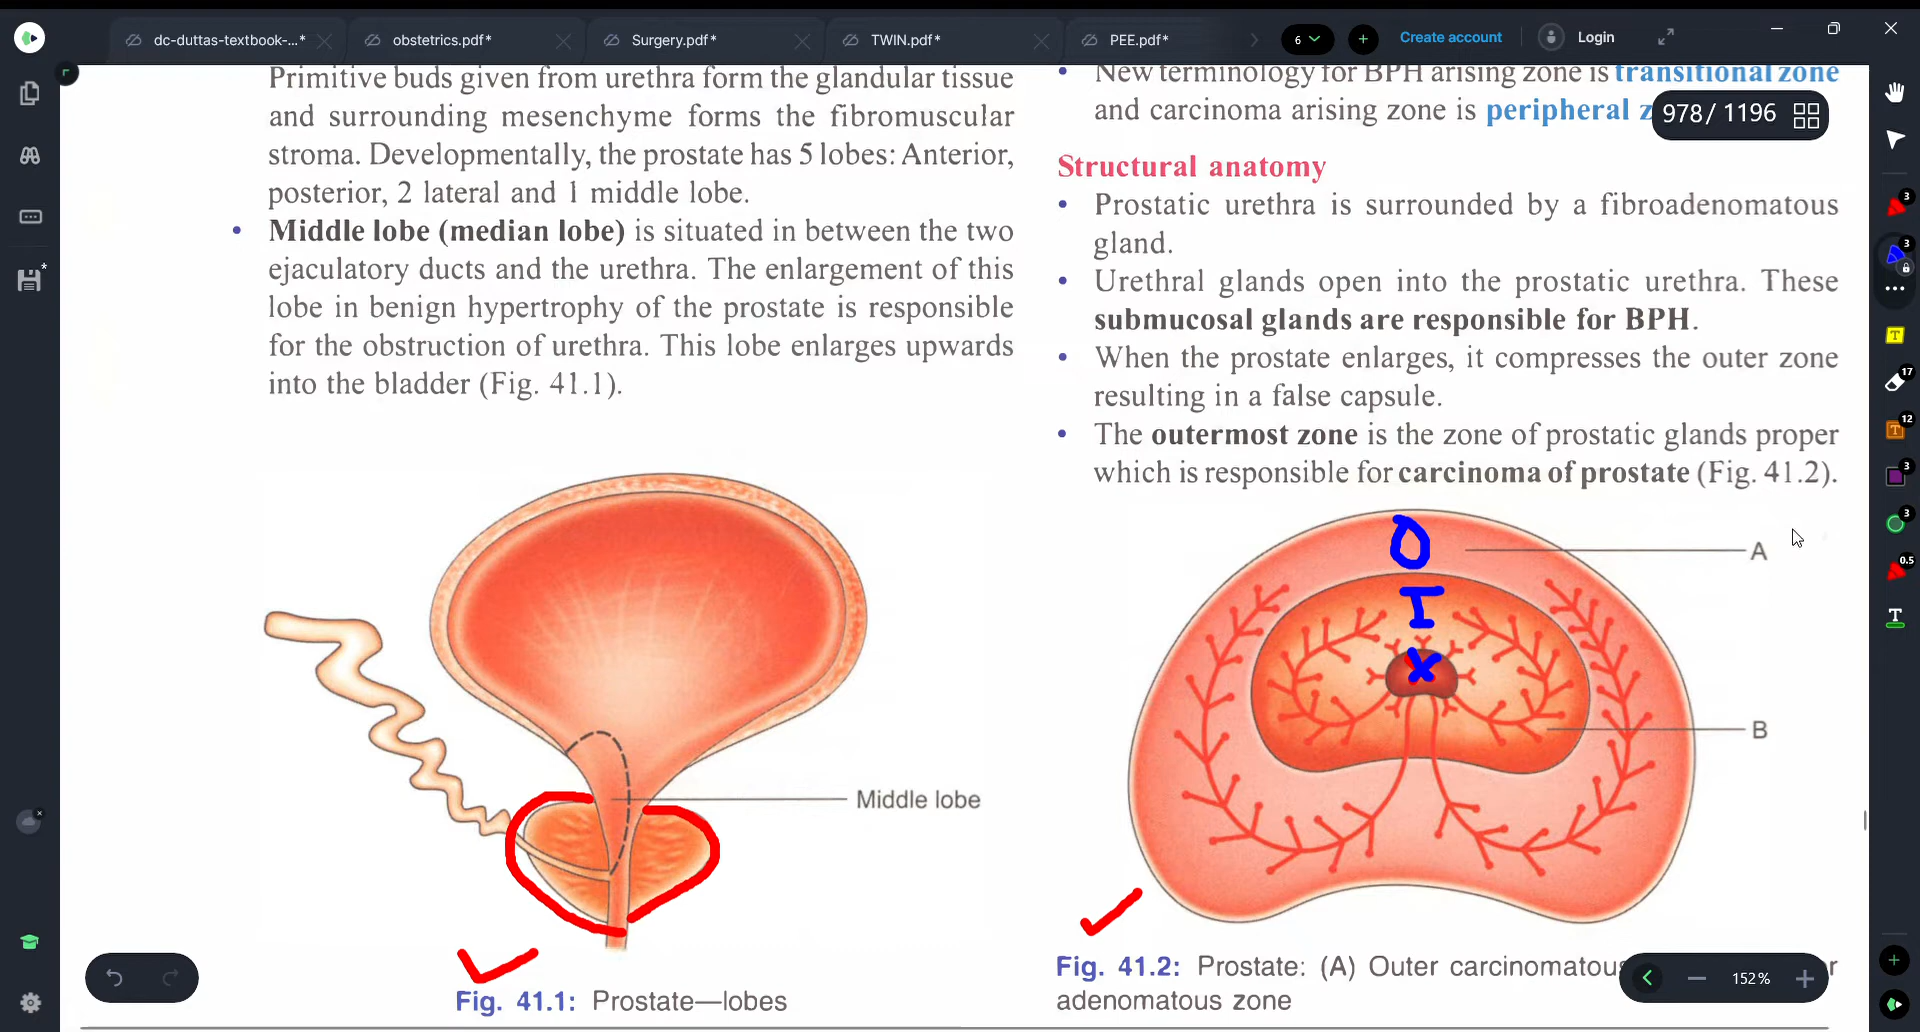 dc-duttas-textbook-...*
obstetrics.pdf*
Surgery.pdf*
TWIN.pdf*
PEE.pdf*
6
Create account
Login
978/ 1196
Primitive buds given from urethra form the glandular tissue
and surrounding mesenchyme forms the fibromuscular
stroma. Developmentally, the prostate has 5 lobes: Anterior,
posterior, 2 lateral and 1 middle lobe.
• Middle lobe (median lobe) is situated in between the two
ejaculatory ducts and the urethra. The enlargement of this
lobe in benign hypertrophy of the prostate is responsible
for the obstruction of urethra. This lobe enlarges upwards
into the bladder (Fig. 41.1).
Middle lobe
Fig. 41.1: Prostate—lobes
• New terminology for BPH arising zone is transitional zone
and carcinoma arising zone is peripheral z
Structural anatomy
• Prostatic urethra is surrounded by a fibroadenomatous
gland.
• Urethral glands open into the prostatic urethra. These
submucosal glands are responsible for BPH.
• When the prostate enlarges, it compresses the outer zone
resulting in a false capsule.
• The outermost zone is the zone of prostatic glands proper
which is responsible for carcinoma of prostate (Fig. 41.2).
O
A
I
X
B
Fig. 41.2: Prostate: (A) Outer carcinomatous
adenomatous zone
152%
3
3
17
T
12
T
3
3
0.5
T